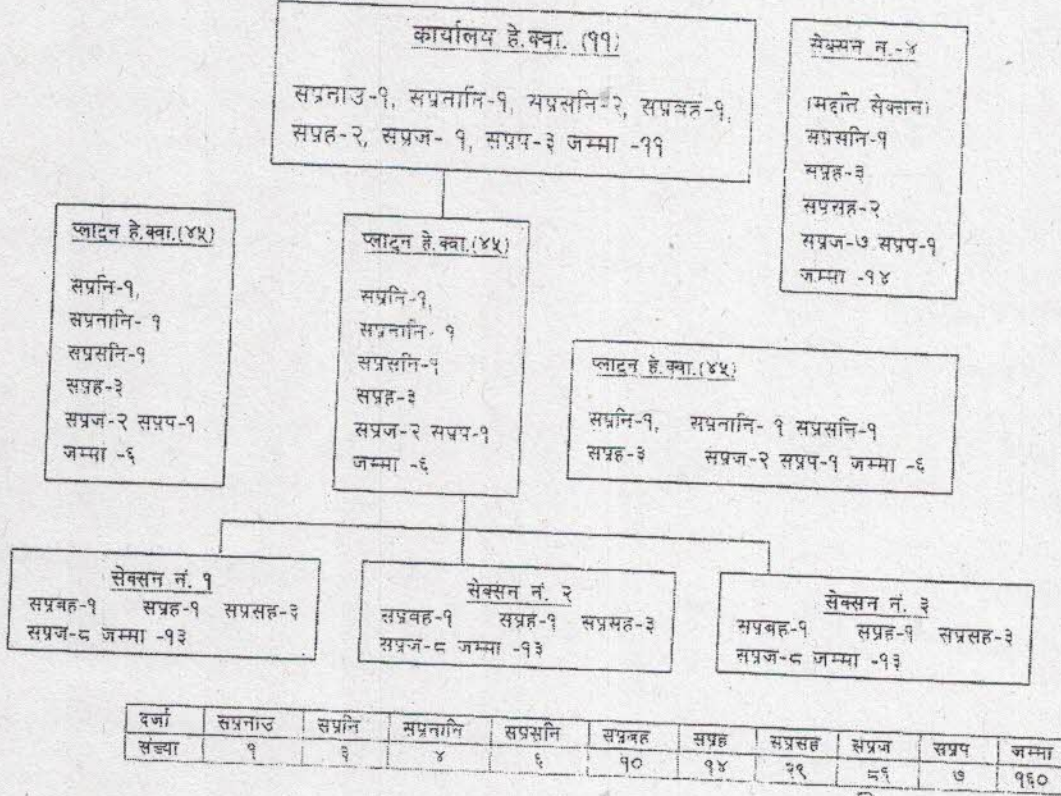 कार्यालय हे.क्वा. (११)
सप्रनाउ-१, सप्रनानि-१, सप्रसनि-२, सप्रबह-१,
सप्रह-२, सप्रज- १, सप्रप-३ जम्मा -११
सेक्सन न.-४
(मद्दति सेक्सन)
सप्रसनि-१
सप्रह-३
सप्रसह-२
सप्रज-७ सप्रप-१
जम्मा -१४
प्लाटुन हे.क्वा.(४५)
सप्रनि-१,
सप्रनानि- १
सप्रसनि-१
सप्रह-३
सप्रज-२ सप्रप-१
जम्मा -६
प्लाटुन हे.क्वा.(४५)
सप्रनि-१,
सप्रनानि- १
सप्रसनि-१
सप्रह-३
सप्रज-२ सप्रप-१
जम्मा -६
प्लाटुन हे.क्वा.(४५)
सप्रनि-१, सप्रनानि- १ सप्रसनि-१
सप्रह-३ सप्रज-२ सप्रप-१ जम्मा -६
सेक्सन नं. १
सप्रबह-१ सप्रह-१ सप्रसह-३
सप्रज-८ जम्मा -१३
सेक्सन नं. २
सप्रबह-१ सप्रह-१ सप्रसह-३
सप्रज-८ जम्मा -१३
सेक्सन नं. ३
सप्रबह-१ सप्रह-१ सप्रसह-३
सप्रज-८ जम्मा -१३
दर्जा सप्रनाउ सप्रनि सप्रनानि सप्रसनि सप्रबह सप्रह सप्रसह सप्रज सप्रप जम्मा
संख्या १ ३ ४ ६ १० १४ २९ ८६ ७ १६०